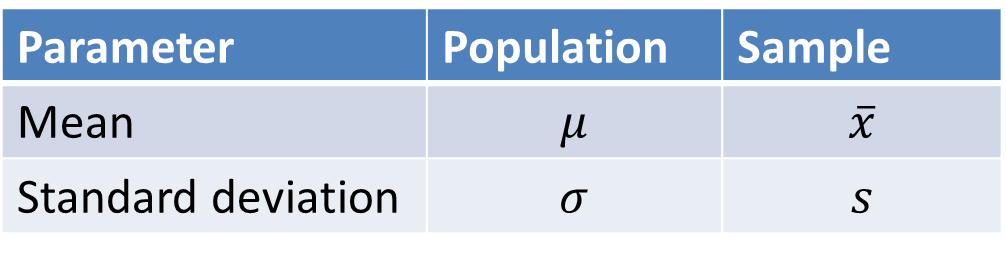 Parameter Population Sample
Mean μ x̄
Standard deviation σ s